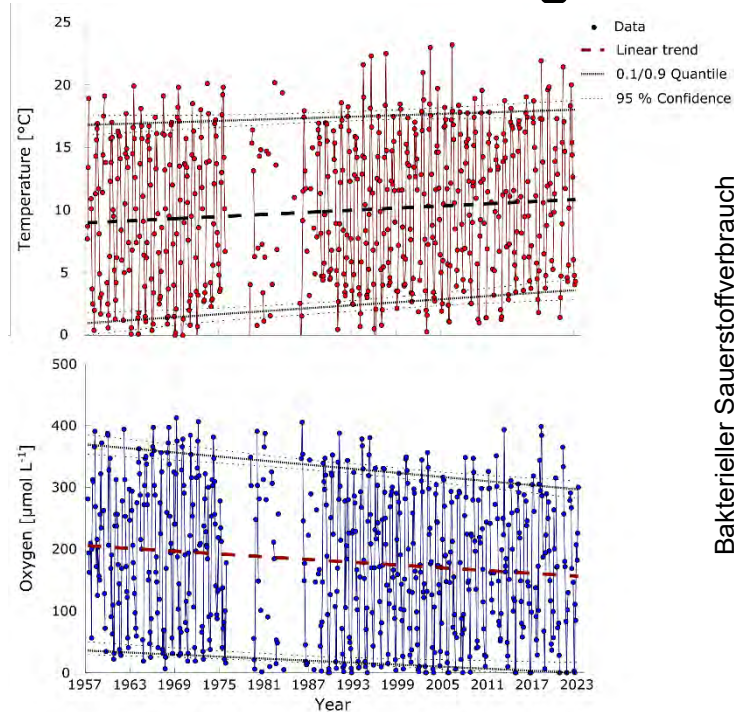 25
20
15
10
5
0
Temperature [°C]
Data
Linear trend
0.1/0.9 Quantile
95 % Confidence
500
400
300
200
100
0
Oxygen [µmol L⁻¹]
1957 1963 1969 1975 1981 1987 1993 1999 2005 2011 2017 2023
Year
Bakterieller Sauerstoffverbrauch